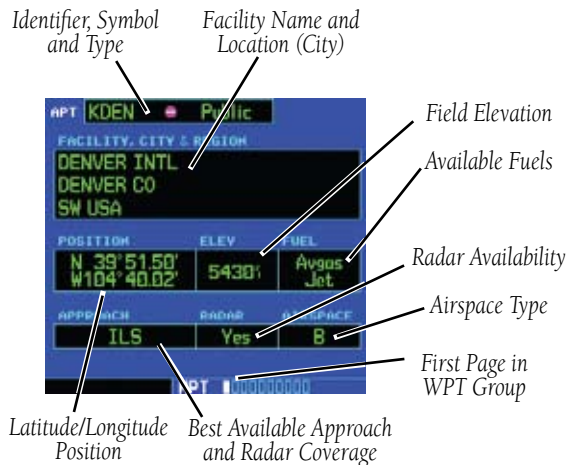 Identifier, Symbol and Type
Facility Name and Location (City)
APT KDEN Public
FACILITY, CITY & REGION
DENVER INTL
DENVER CO
SW USA
Field Elevation
Available Fuels
POSITION ELEV FUEL
N 39°51.50' W104°40.02'
5430ft
Avgas Jet
Radar Availability
Airspace Type
APPROACH RADAR AIRSPACE
ILS Yes B
First Page in WPT Group
APT
Latitude/Longitude Position
Best Available Approach and Radar Coverage